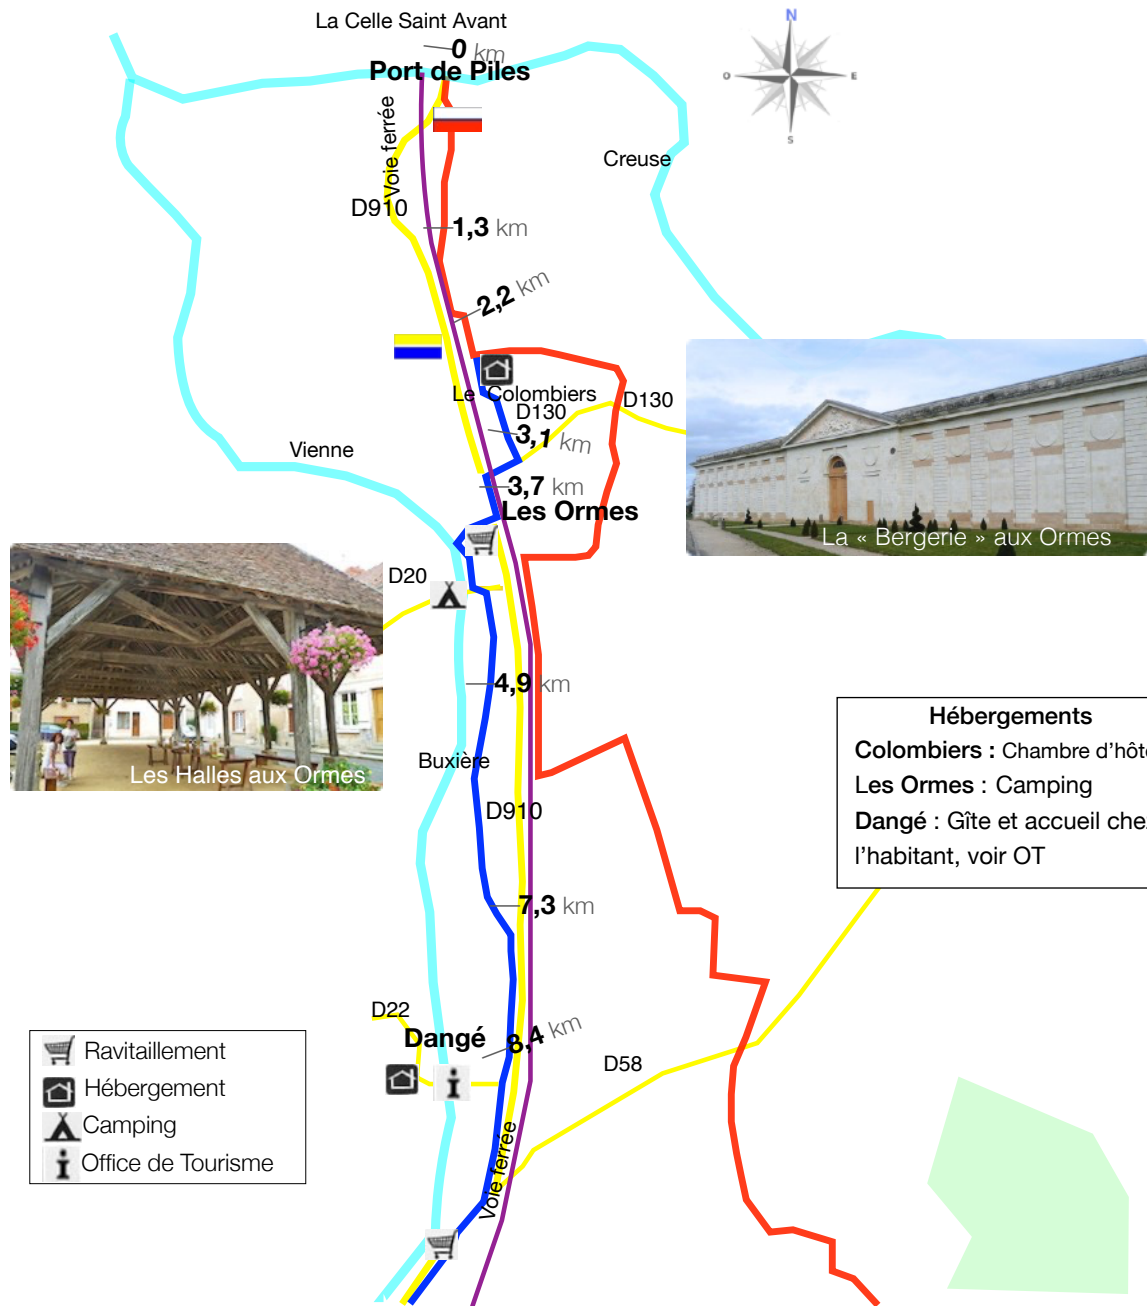 La Celle Saint Avant
0 km
Port de Piles
N
O
E
S
Voie ferrée
Creuse
D910
1,3 km
2,2 km
Le Colombiers
D130
D130
3,1 km
Vienne
3,7 km
Les Ormes
La « Bergerie » aux Ormes
D20
4,9 km
Buxière
Les Halles aux Ormes
D910
Hébergements
Colombiers : Chambre d'hôte
Les Ormes : Camping
Dangé : Gîte et accueil che
l'habitant, voir OT
7,3 km
D22
Dangé
8,4 km
D58
Ravitaillement
Hébergement
Camping
Office de Tourisme
Voie ferrée